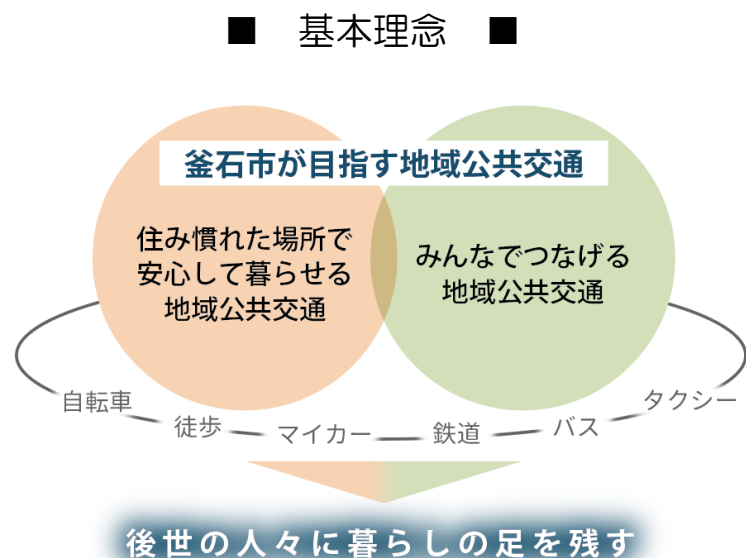 ■ 基本理念 ■
釜石市が目指す地域公共交通
住み慣れた場所で
安心して暮らせる
地域公共交通
みんなでつなげる
地域公共交通
自転車
徒歩
マイカー
鉄道
バス
タクシー
後世の人々に暮らしの足を残す